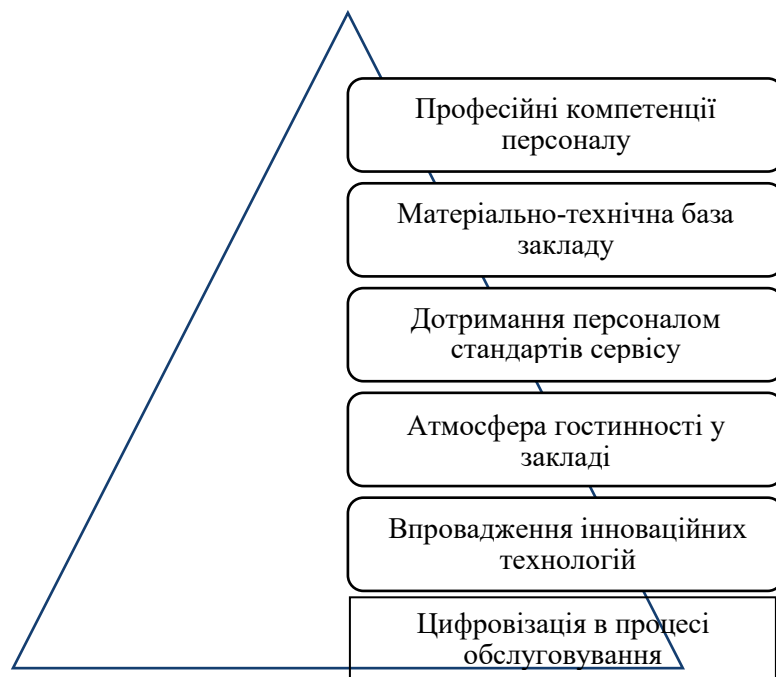 Професійні компетенції
персоналу
Матеріально-технічна база
закладу
Дотримання персоналом
стандартів сервісу
Атмосфера гостинності у
закладі
Впровадження інноваційних
технологій
Цифровізація в процесі
обслуговування